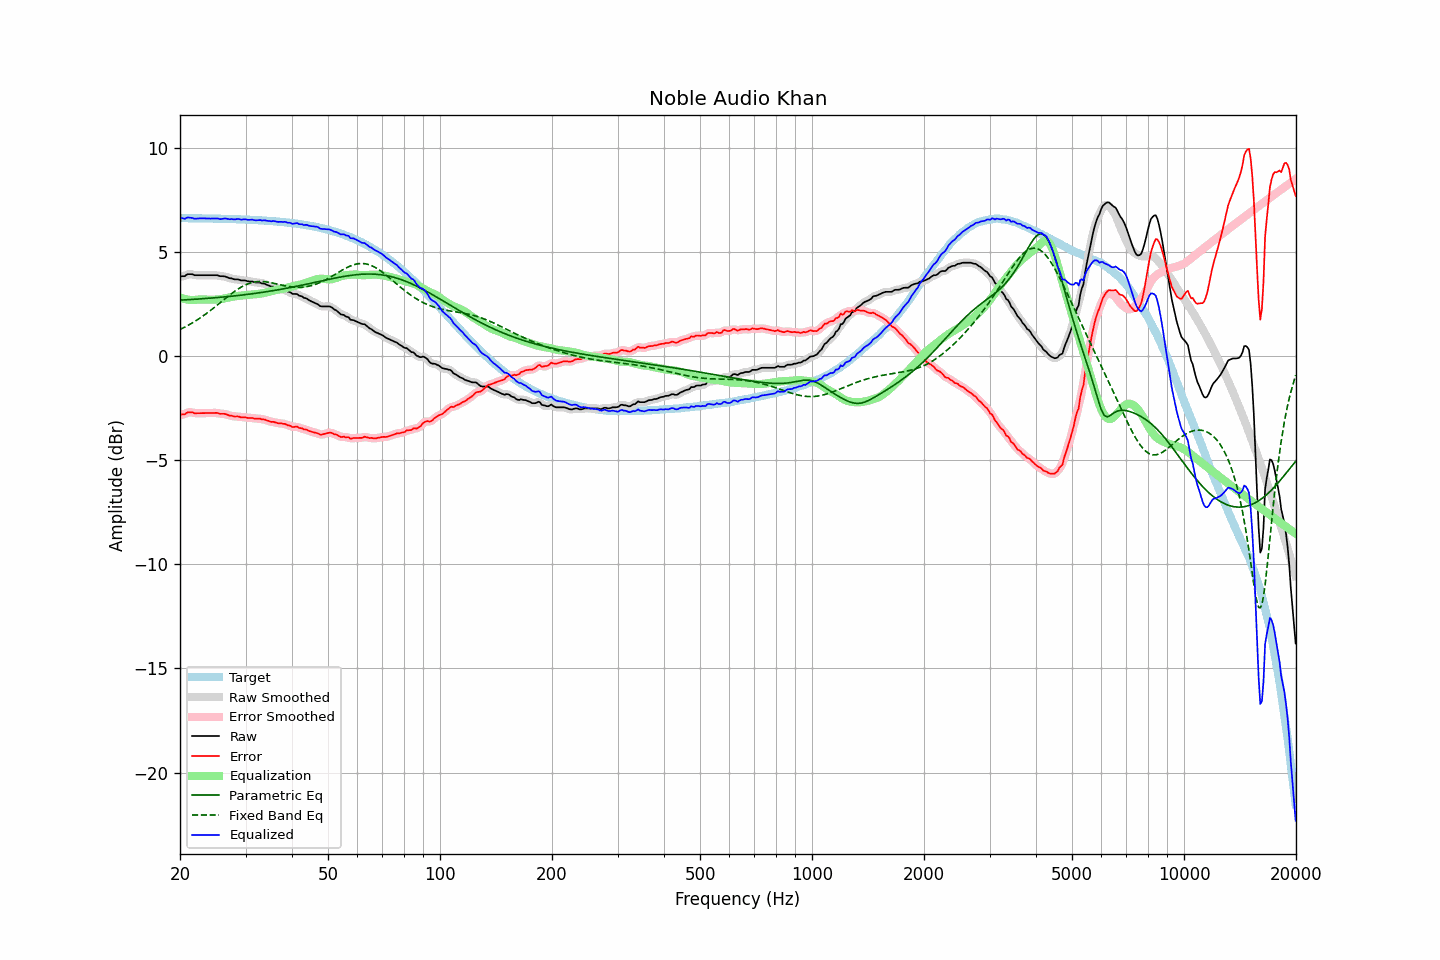 Noble Audio Khan
10
5
0
−5
−10
−15
−20
Amplitude (dBr)
Target
Raw Smoothed
Error Smoothed
Raw
Error
Equalization
Parametric Eq
Fixed Band Eq
Equalized
20 50 100 200 500 1000 2000 5000 10000 20000
Frequency (Hz)